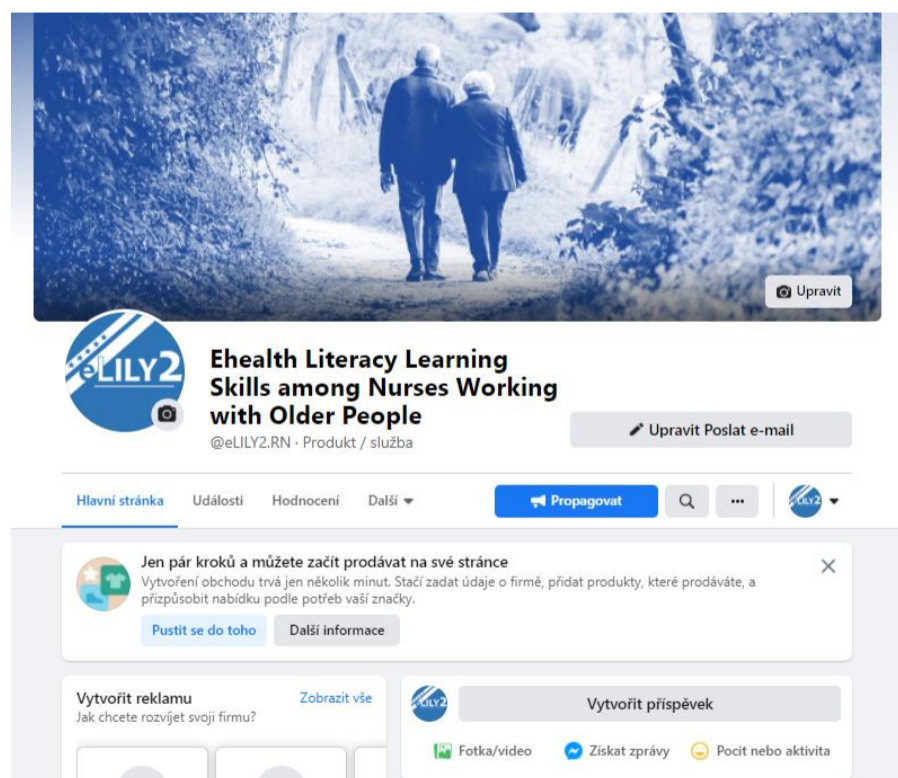 Upravit
eLILY2
Ehealth Literacy Learning
Skills among Nurses Working
with Older People
@eLILY2.RN · Produkt / služba
Upravit Poslat e-mail
Hlavní stránka
Události
Hodnocení
Další
Propagovat
eLILY2
Jen pár kroků a můžete začít prodávat na své stránce
Vytvoření obchodu trvá jen několik minut. Stačí zadat údaje o firmě, přidat produkty, které prodáváte, a
přizpůsobit nabídku podle potřeb vaší značky.
Pustit se do toho
Další informace
Vytvořit reklamu
Zobrazit vše
Jak chcete rozvíjet svoji firmu?
eLILY2
Vytvořit příspěvek
Fotka/video
Získat zprávy
Pocit nebo aktivita